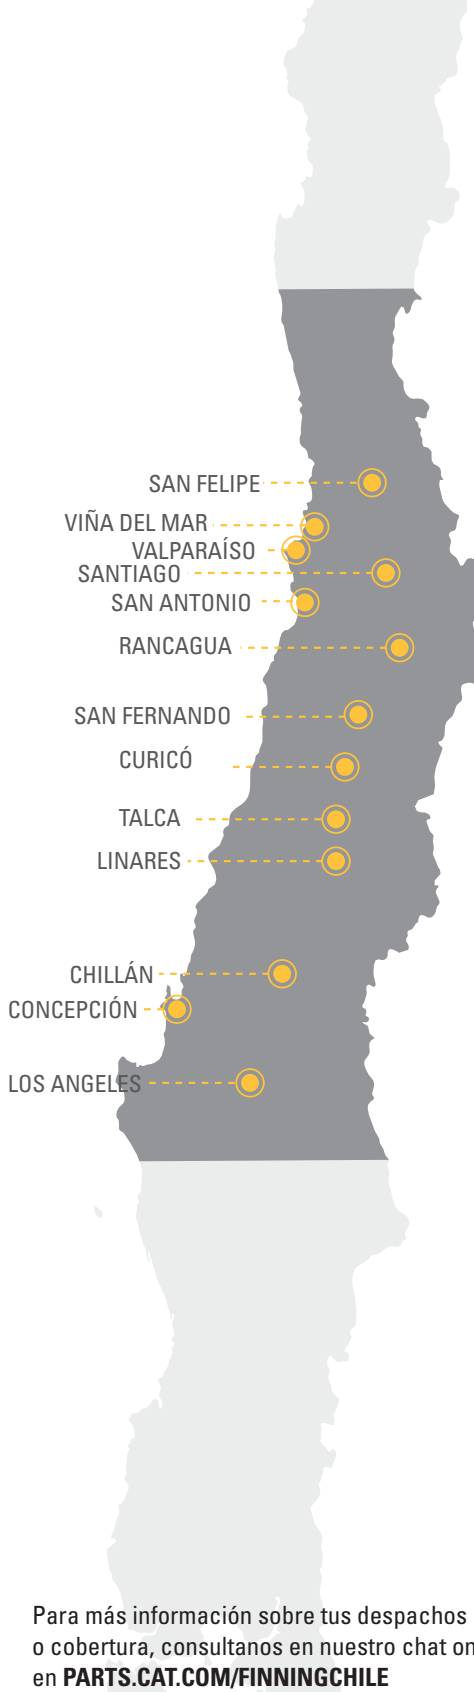 SAN FELIPE
VIÑA DEL MAR
VALPARAÍSO
SANTIAGO
SAN ANTONIO
RANCAGUA
SAN FERNANDO
CURICÓ
TALCA
LINARES
CHILLÁN
CONCEPCIÓN
LOS ANGELES
Para más información sobre tus despachos
o cobertura, consultanos en nuestro chat on
en PARTS.CAT.COM/FINNINGCHILE